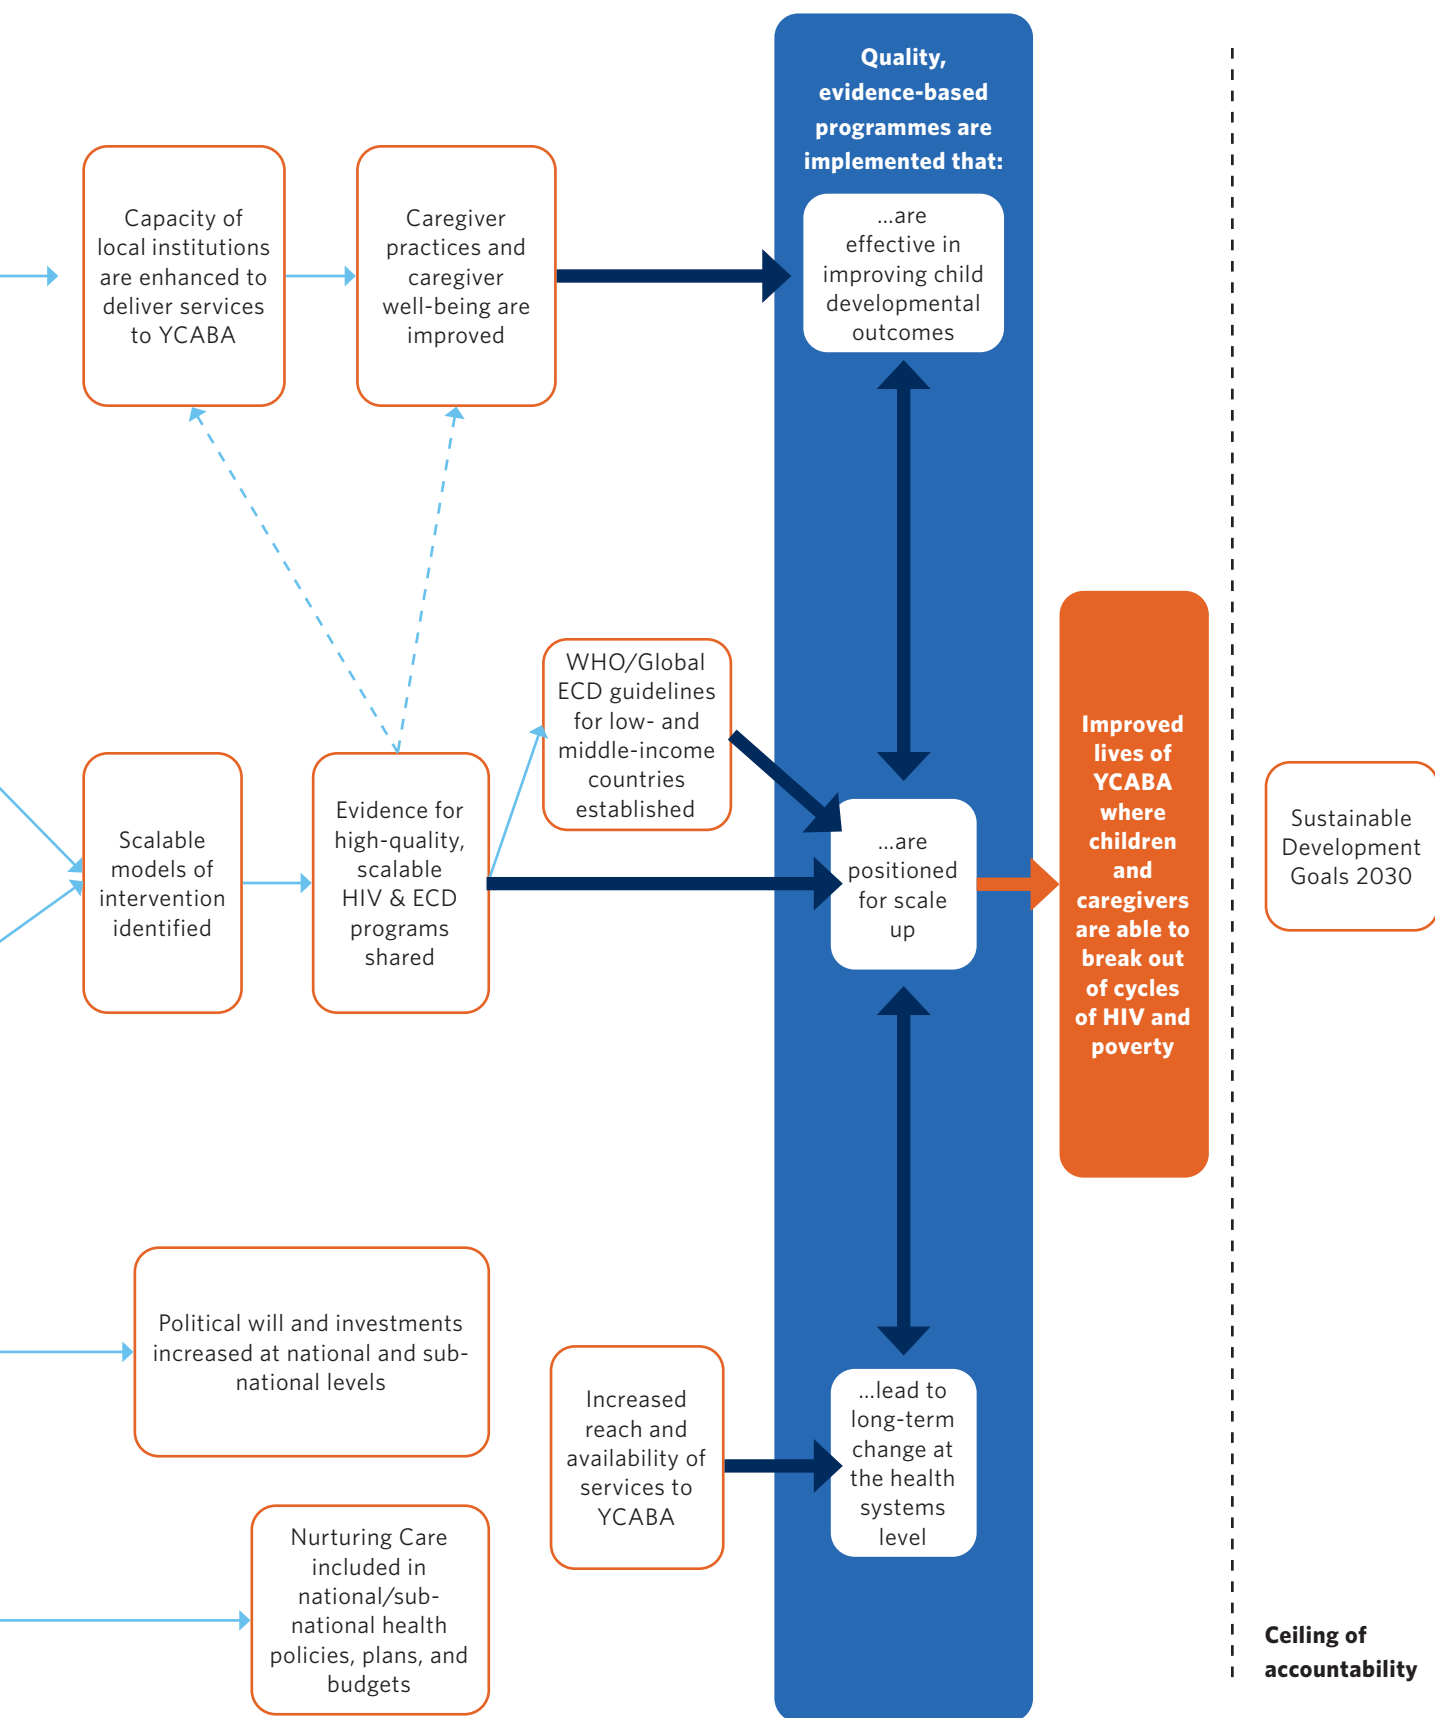 Quality,
evidence-based
programmes are
implemented that:
Capacity of
local institutions
are enhanced to
deliver services
to YCABA
Caregiver
practices and
caregiver
well-being are
improved
...are
effective in
improving child
developmental
outcomes
WHO/Global
ECD guidelines
for low- and
middle-income
countries
established
Scalable
models of
intervention
identified
Evidence for
high-quality,
scalable
HIV & ECD
programs
shared
...are
positioned
for scale
up
Improved
lives of
YCABA
where
children
and
caregivers
are able to
break out
of cycles
of HIV and
poverty
Sustainable
Development
Goals 2030
Political will and investments
increased at national and sub-
national levels
Increased
reach and
availability of
services to
YCABA
...lead to
long-term
change at
the health
systems
level
Nurturing Care
included in
national/sub-
national health
policies, plans, and
budgets
Ceiling of
accountability